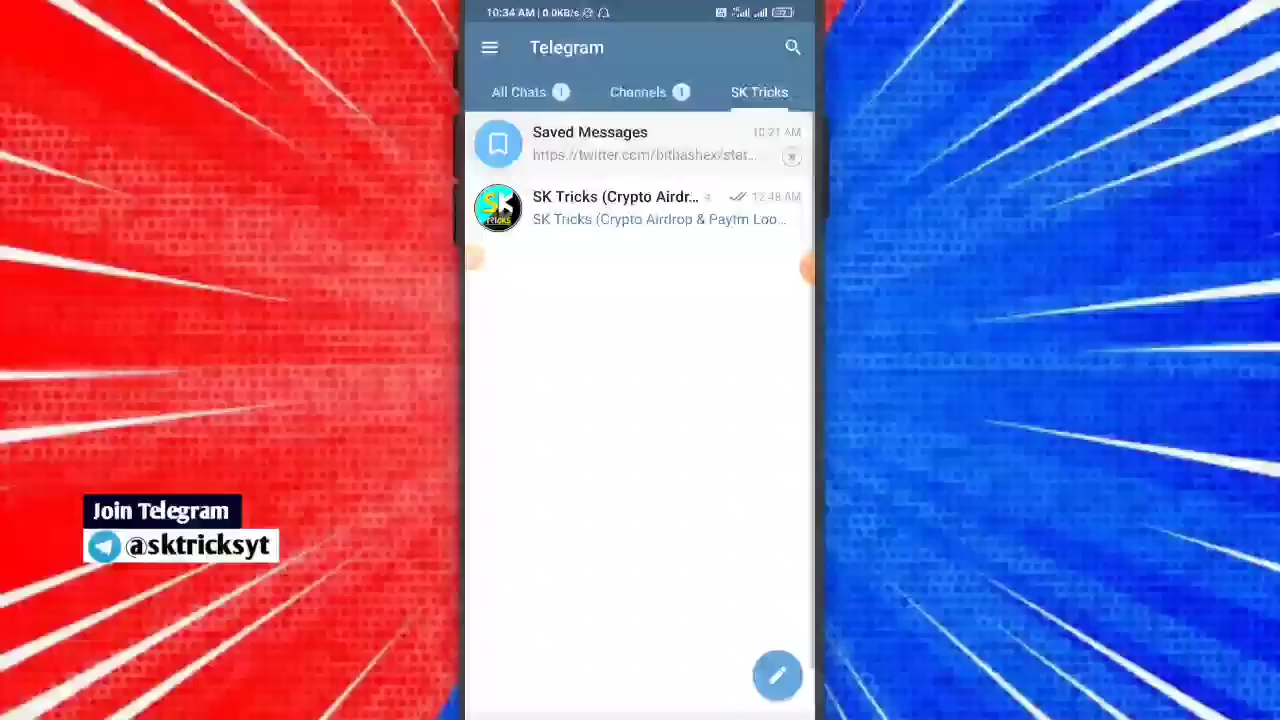 10:34 AM | 0.0KB/s
Telegram
All Chats 1
Channels 1
SK Tricks
Saved Messages
10:21 AM
https://twitter.com/bitbashex/stat...
SK Tricks (Crypto Airdr...
12:48 AM
SK Tricks (Crypto Airdrop & Paytm Loo...
SK
Tricks
Join Telegram
@sktricksyt